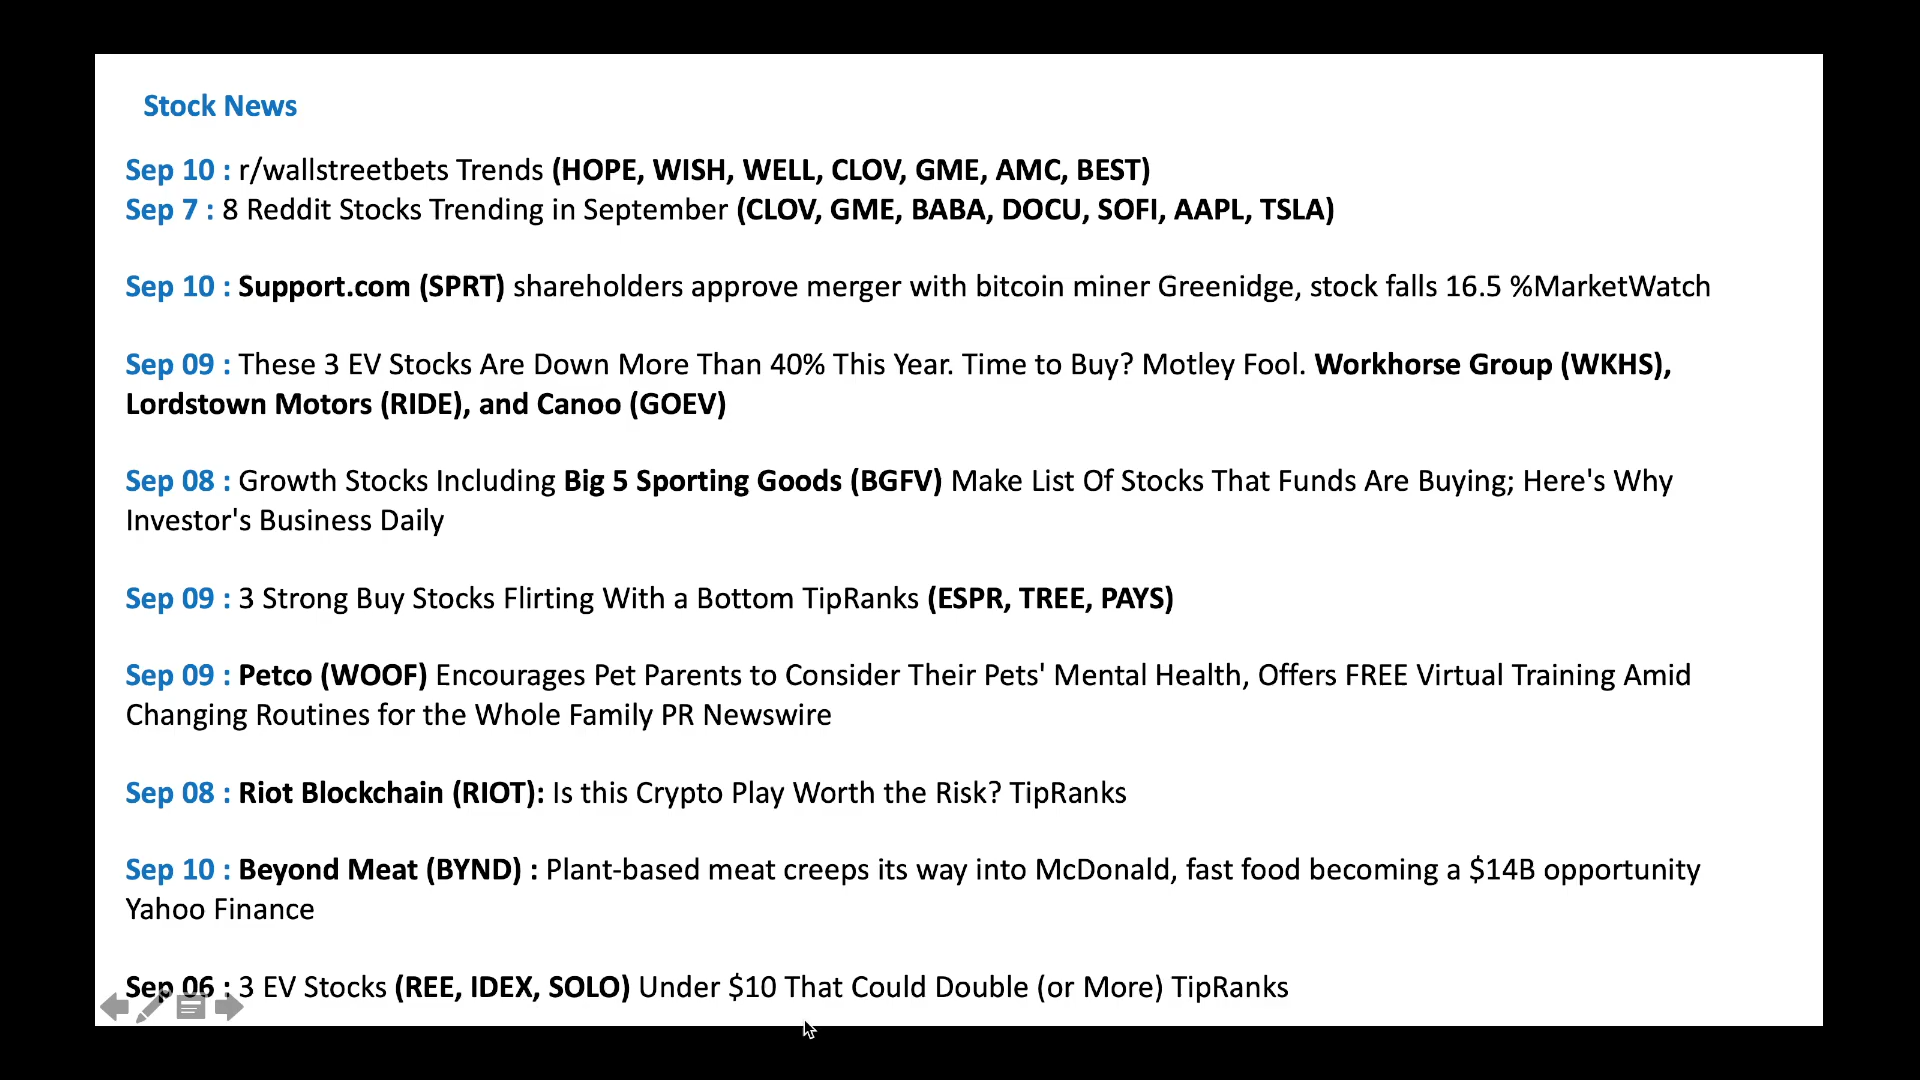 Stock News
Sep 10 : r/wallstreetbets Trends (HOPE, WISH, WELL, CLOV, GME, AMC, BEST)
Sep 7 : 8 Reddit Stocks Trending in September (CLOV, GME, BABA, DOCU, SOFI, AAPL, TSLA)
Sep 10 : Support.com (SPRT) shareholders approve merger with bitcoin miner Greenidge, stock falls 16.5 %MarketWatch
Sep 09 : These 3 EV Stocks Are Down More Than 40% This Year. Time to Buy? Motley Fool. Workhorse Group (WKHS),
Lordstown Motors (RIDE), and Canoo (GOEV)
Sep 08 : Growth Stocks Including Big 5 Sporting Goods (BGFV) Make List Of Stocks That Funds Are Buying; Here's Why
Investor's Business Daily
Sep 09 : 3 Strong Buy Stocks Flirting With a Bottom TipRanks (ESPR, TREE, PAYS)
Sep 09 : Petco (WOOF) Encourages Pet Parents to Consider Their Pets' Mental Health, Offers FREE Virtual Training Amid
Changing Routines for the Whole Family PR Newswire
Sep 08 : Riot Blockchain (RIOT): Is this Crypto Play Worth the Risk? TipRanks
Sep 10 : Beyond Meat (BYND) : Plant-based meat creeps its way into McDonald, fast food becoming a $14B opportunity
Yahoo Finance
Sep 06 : 3 EV Stocks (REE, IDEX, SOLO) Under $10 That Could Double (or More) TipRanks